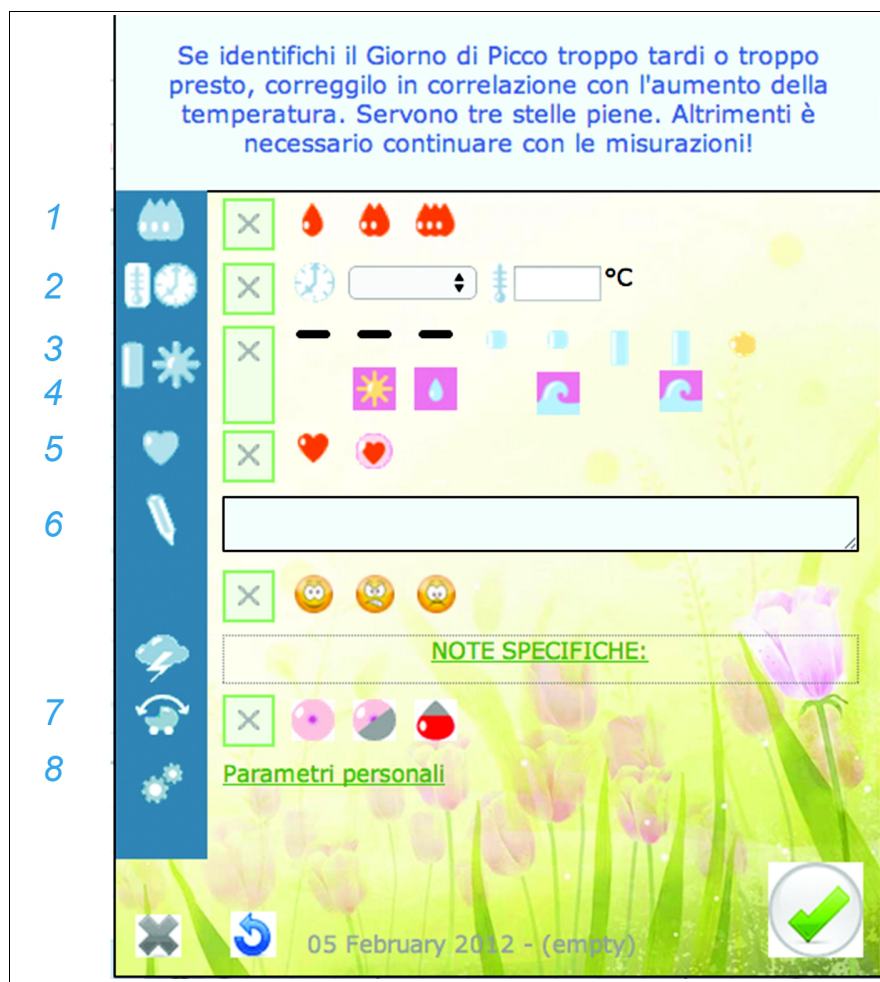 Se identifichi il Giorno di Picco troppo tardi o troppo
presto, correggilo in correlazione con l'aumento della
temperatura. Servono tre stelle piene. Altrimenti è
necessario continuare con le misurazioni!
1
2 °C
3
4
5
6
NOTE SPECIFICHE:
7
8 Parametri personali
05 February 2012 - (empty)